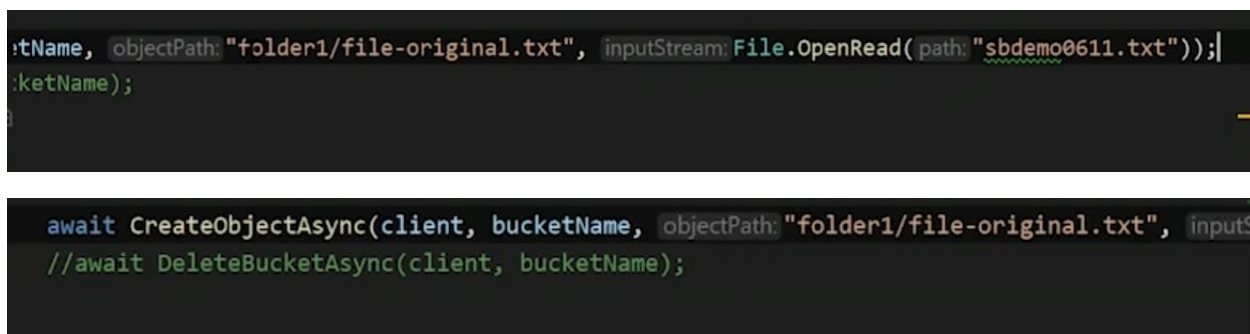 tName, objectPath: "folder1/file-original.txt", inputStream: File.OpenRead( path: "sbdemo0611.txt"));
ketName);
await CreateObjectAsync(client, bucketName, objectPath: "folder1/file-original.txt", inputS
//await DeleteBucketAsync(client, bucketName);